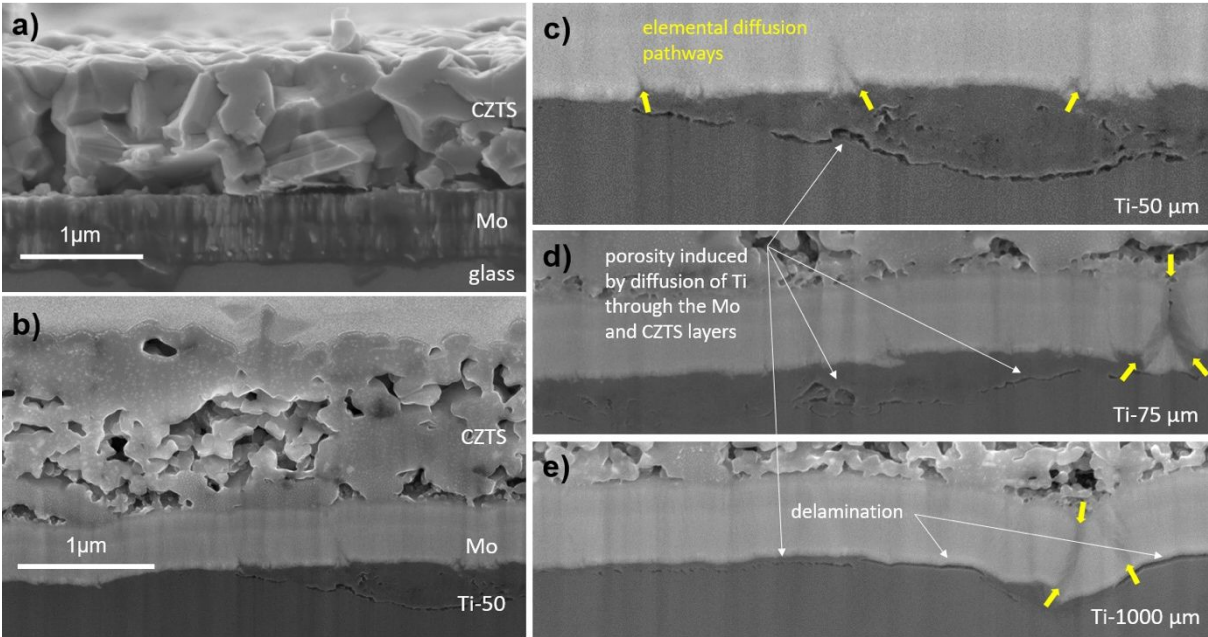 a)
CZTS
Mo
1μm
glass
b)
CZTS
1μm
Mo
Ti-50
c)
elemental diffusion
pathways
Ti-50 μm
d)
porosity induced
by diffusion of Ti
through the Mo
and CZTS layers
Ti-75 μm
e)
delamination
Ti-1000 μm